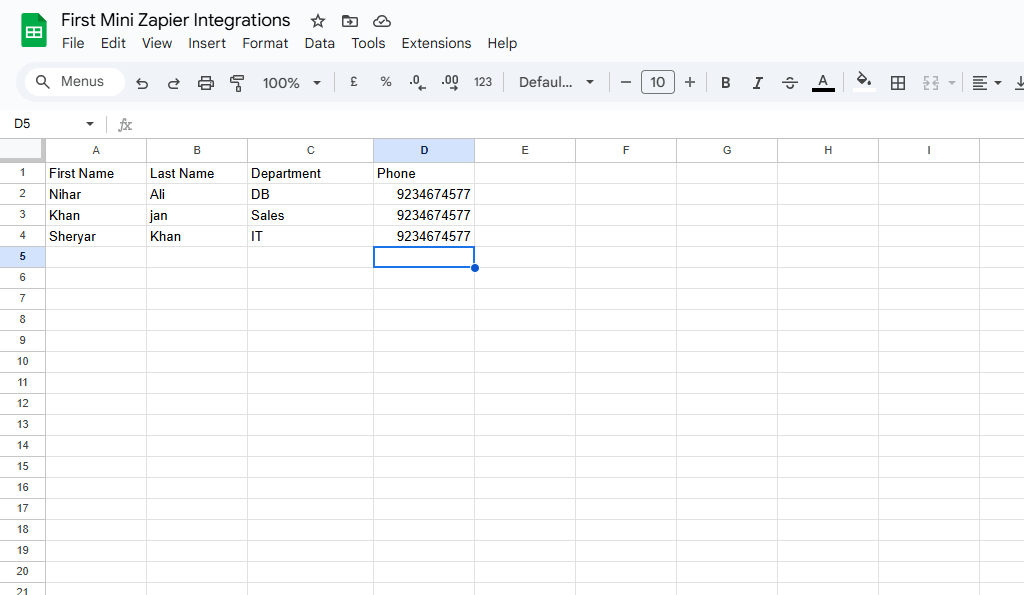 First Mini Zapier Integrations
File Edit View Insert Format Data Tools Extensions Help
Menus 100% £ % .0 .00 123 Defaul... 10 B I A
D5 fx
A B C D E F G H I
1 First Name Last Name Department Phone
2 Nihar Ali DB 9234674577
3 Khan jan Sales 9234674577
4 Sheryar Khan IT 9234674577
5
6
7
8
9
10
11
12
13
14
15
16
17
18
19
20
21